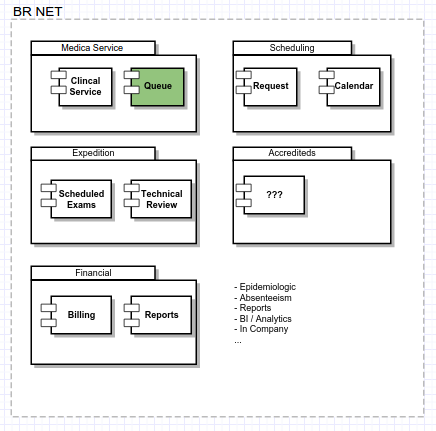 BR NET
Medica Service
Clincal
Service
Queue
Scheduling
Request
Calendar
Expedition
Scheduled
Exams
Technical
Review
Accrediteds
???
Financial
Billing
Reports
- Epidemiologic
- Absenteeism
- Reports
- BI / Analytics
- In Company
...